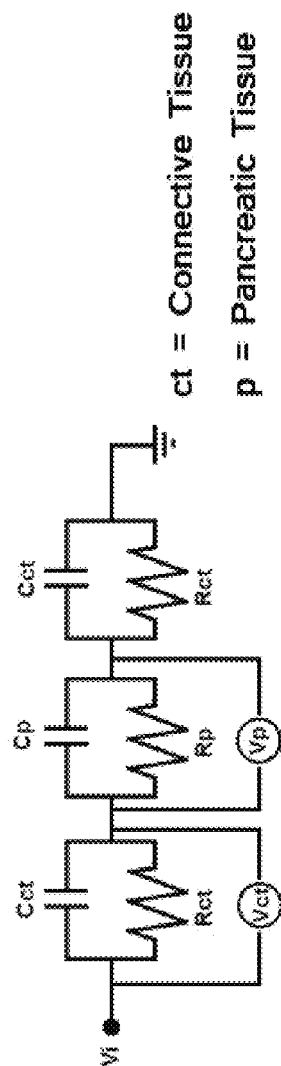 Vi
Cct
Rct
Vct
Cp
Rp
Vp
Cct
Rct
ct = Connective Tissue
p = Pancreatic Tissue